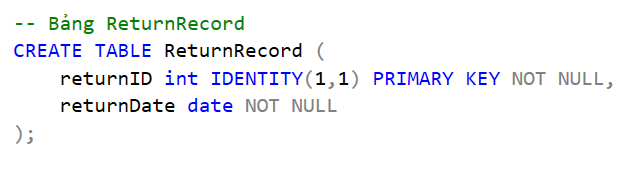 -- Bảng ReturnRecord
CREATE TABLE ReturnRecord (
    returnID int IDENTITY(1,1) PRIMARY KEY NOT NULL,
    returnDate date NOT NULL
);